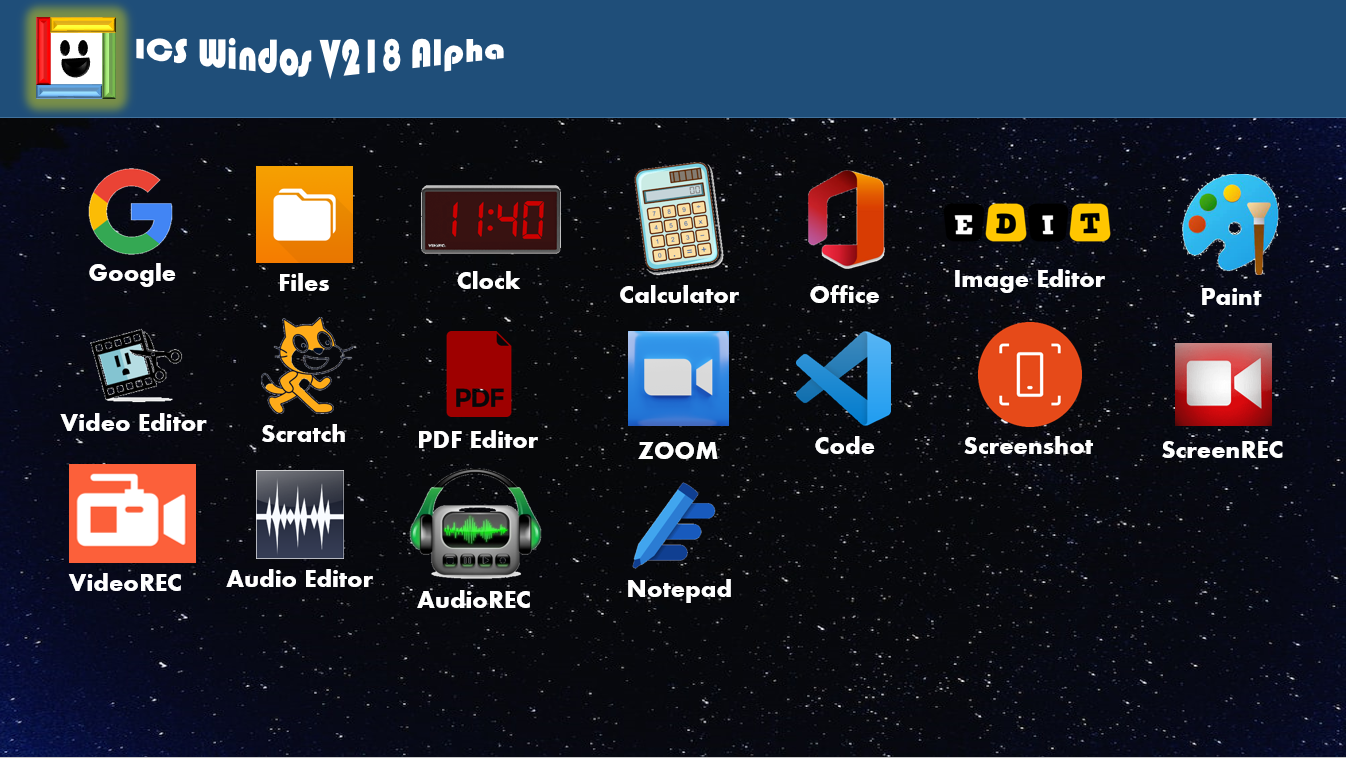 ICS Windos V218 Alpha
11:40
EDIT
Google
Files
Clock
Calculator
Office
Image Editor
Paint
PDF
Video Editor
Scratch
PDF Editor
ZOOM
Code
Screenshot
ScreenREC
VideoREC
Audio Editor
AudioREC
Notepad